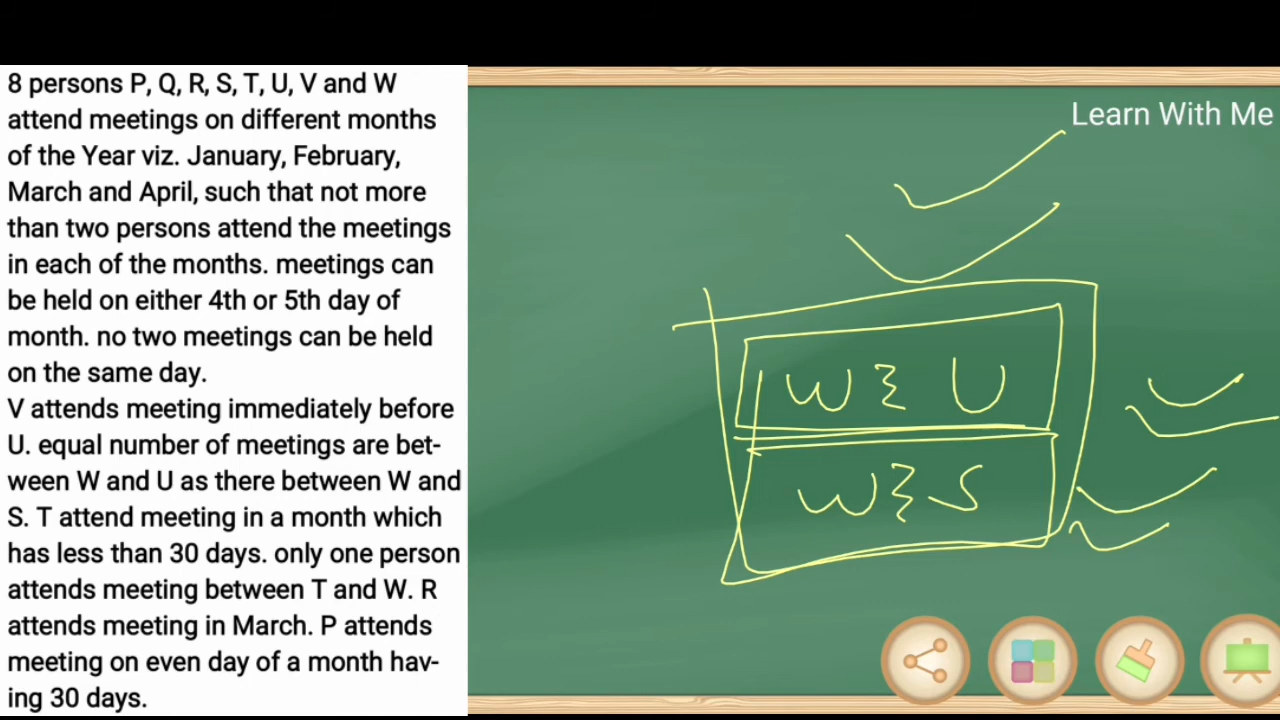 8 persons P, Q, R, S, T, U, V and W
attend meetings on different months
of the Year viz. January, February,
March and April, such that not more
than two persons attend the meetings
in each of the months. meetings can
be held on either 4th or 5th day of
month. no two meetings can be held
on the same day.
V attends meeting immediately before
U. equal number of meetings are bet-
ween W and U as there between W and
S. T attend meeting in a month which
has less than 30 days. only one person
attends meeting between T and W. R
attends meeting in March. P attends
meeting on even day of a month hav-
ing 30 days.
Learn With Me
W & U
W & S